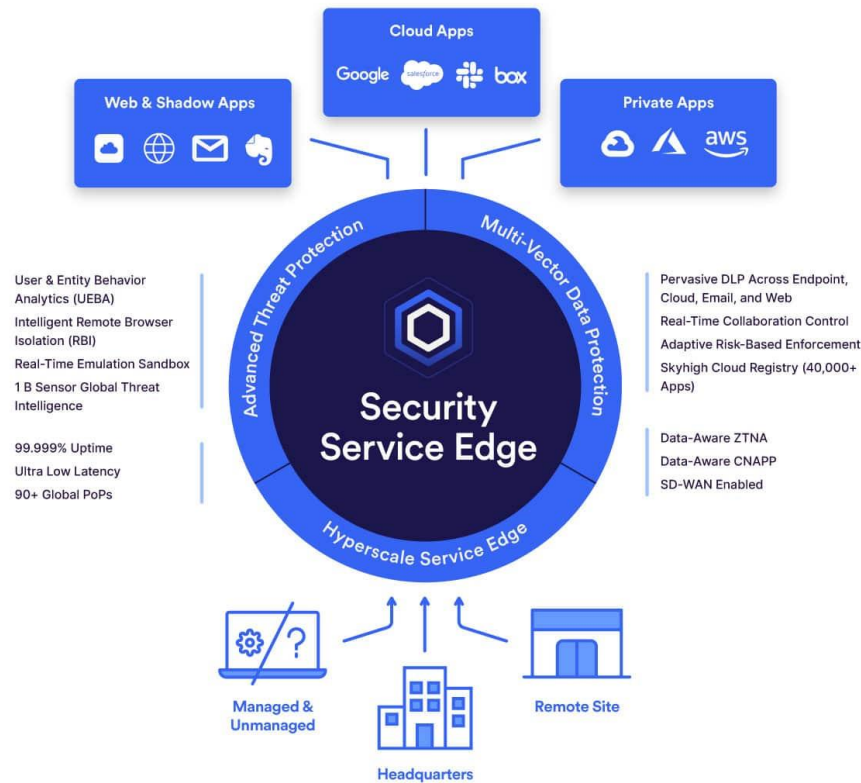 Cloud Apps
Google salesforce box
Web & Shadow Apps
Private Apps
aws
Advanced Threat Protection
Multi-Vector Data Protection
User & Entity Behavior
Analytics (UEBA)
Intelligent Remote Browser
Isolation (RBI)
Real-Time Emulation Sandbox
1 B Sensor Global Threat
Intelligence
99.999% Uptime
Ultra Low Latency
90+ Global PoPs
Security
Service Edge
Pervasive DLP Across Endpoint,
Cloud, Email, and Web
Real-Time Collaboration Control
Adaptive Risk-Based Enforcement
Skyhigh Cloud Registry (40,000+
Apps)
Data-Aware ZTNA
Data-Aware CNAPP
SD-WAN Enabled
Hyperscale Service Edge
?
Managed &
Unmanaged
Headquarters
Remote Site